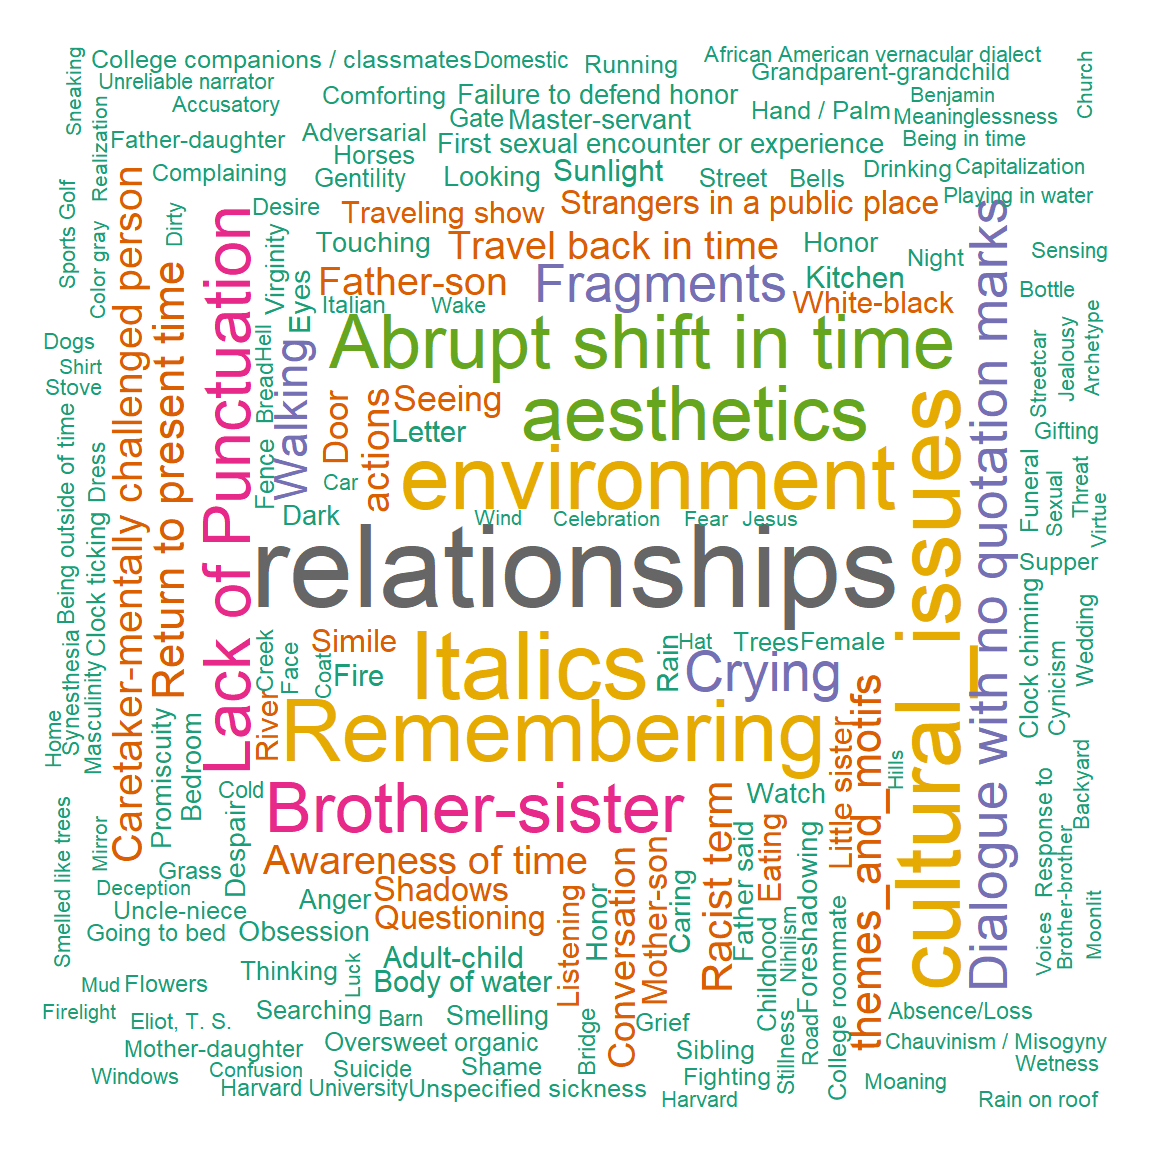 College companions / classmates
Domestic
Running
African American vernacular dialect
Sneaking
Unreliable narrator
Grandparent-grandchild
Church
Accusatory
Comforting
Failure to defend honor
Benjamin
Gate
Master-servant
Hand / Palm
Meaninglessness
Father-daughter
Adversarial
First sexual encounter or experience
Being in time
Realization
Horses
Complaining
Gentility
Looking
Sunlight
Street
Bells
Drinking
Capitalization
Sports Golf
Dirty
Desire
Traveling show
Strangers in a public place
Playing in water
Color gray
Virginity
Touching
Travel back in time
Honor
Night
Sensing
Eyes
Father-son
Fragments
Kitchen
Bottle
Italian
Wake
White-black
Caretaker-mentally challenged person
Return to present time
Lack of Punctuation
Walking
Abrupt shift in time
Dialogue with no quotation marks
Dogs
Shirt
Stove
Hell
Bread
Fence
Door
actions
Seeing
Letter
aesthetics
Streetcar
Jealousy
Archetype
Gifting
Car
environment
Dark
Wind
Celebration
Fear
Jesus
Funeral
Sexual
Threat
Virtue
Being outside of time
Dress
Clock ticking
relationships
cultural_issues
Supper
Synesthesia
Masculinity
Home
Creek
Face
Coat
Simile
Fire
Italics
Rain
Hat
Trees
Female
Crying
Clock chiming
Cynicism
Wedding
River
Remembering
Promiscuity
Bedroom
Little sister
themes_and_motifs
Hills
Backyard
Cold
Brother-sister
Watch
Smelled like trees
Mirror
Despair
Racist term
Father said
Eating
Foreshadowing
Response to
Brother-brother
Grass
Awareness of time
Deception
Anger
Shadows
Uncle-niece
Questioning
Listening
Honor
Conversation
Mother-son
Caring
Childhood
Nihilism
College roommate
Voices
Moonlit
Going to bed
Obsession
Adult-child
Thinking
Luck
Body of water
Mud
Flowers
Firelight
Eliot, T. S.
Searching
Barn
Smelling
Bridge
Grief
Stillness
Road
Absence/Loss
Mother-daughter
Oversweet organic
Sibling
Chauvinism / Misogyny
Windows
Confusion
Suicide
Shame
Fighting
Moaning
Wetness
Harvard University
Unspecified sickness
Harvard
Rain on roof